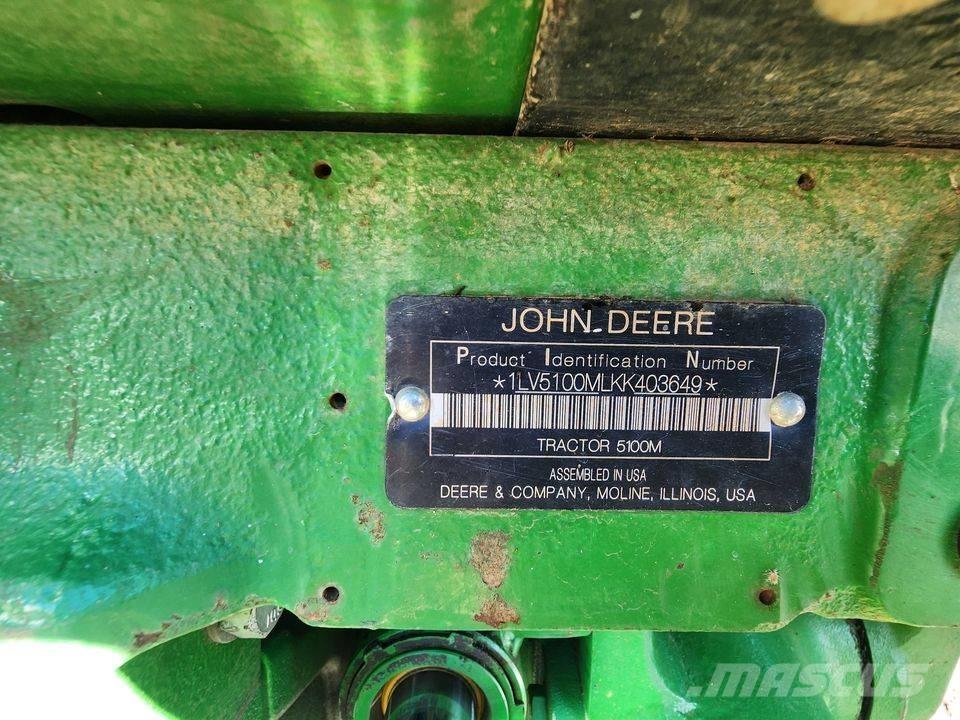 JOHN DEERE
Product Identification Number
*1LV5100MLKK403649*
TRACTOR 5100M
ASSEMBLED IN USA
DEERE & COMPANY, MOLINE, ILLINOIS, USA
MASCUS